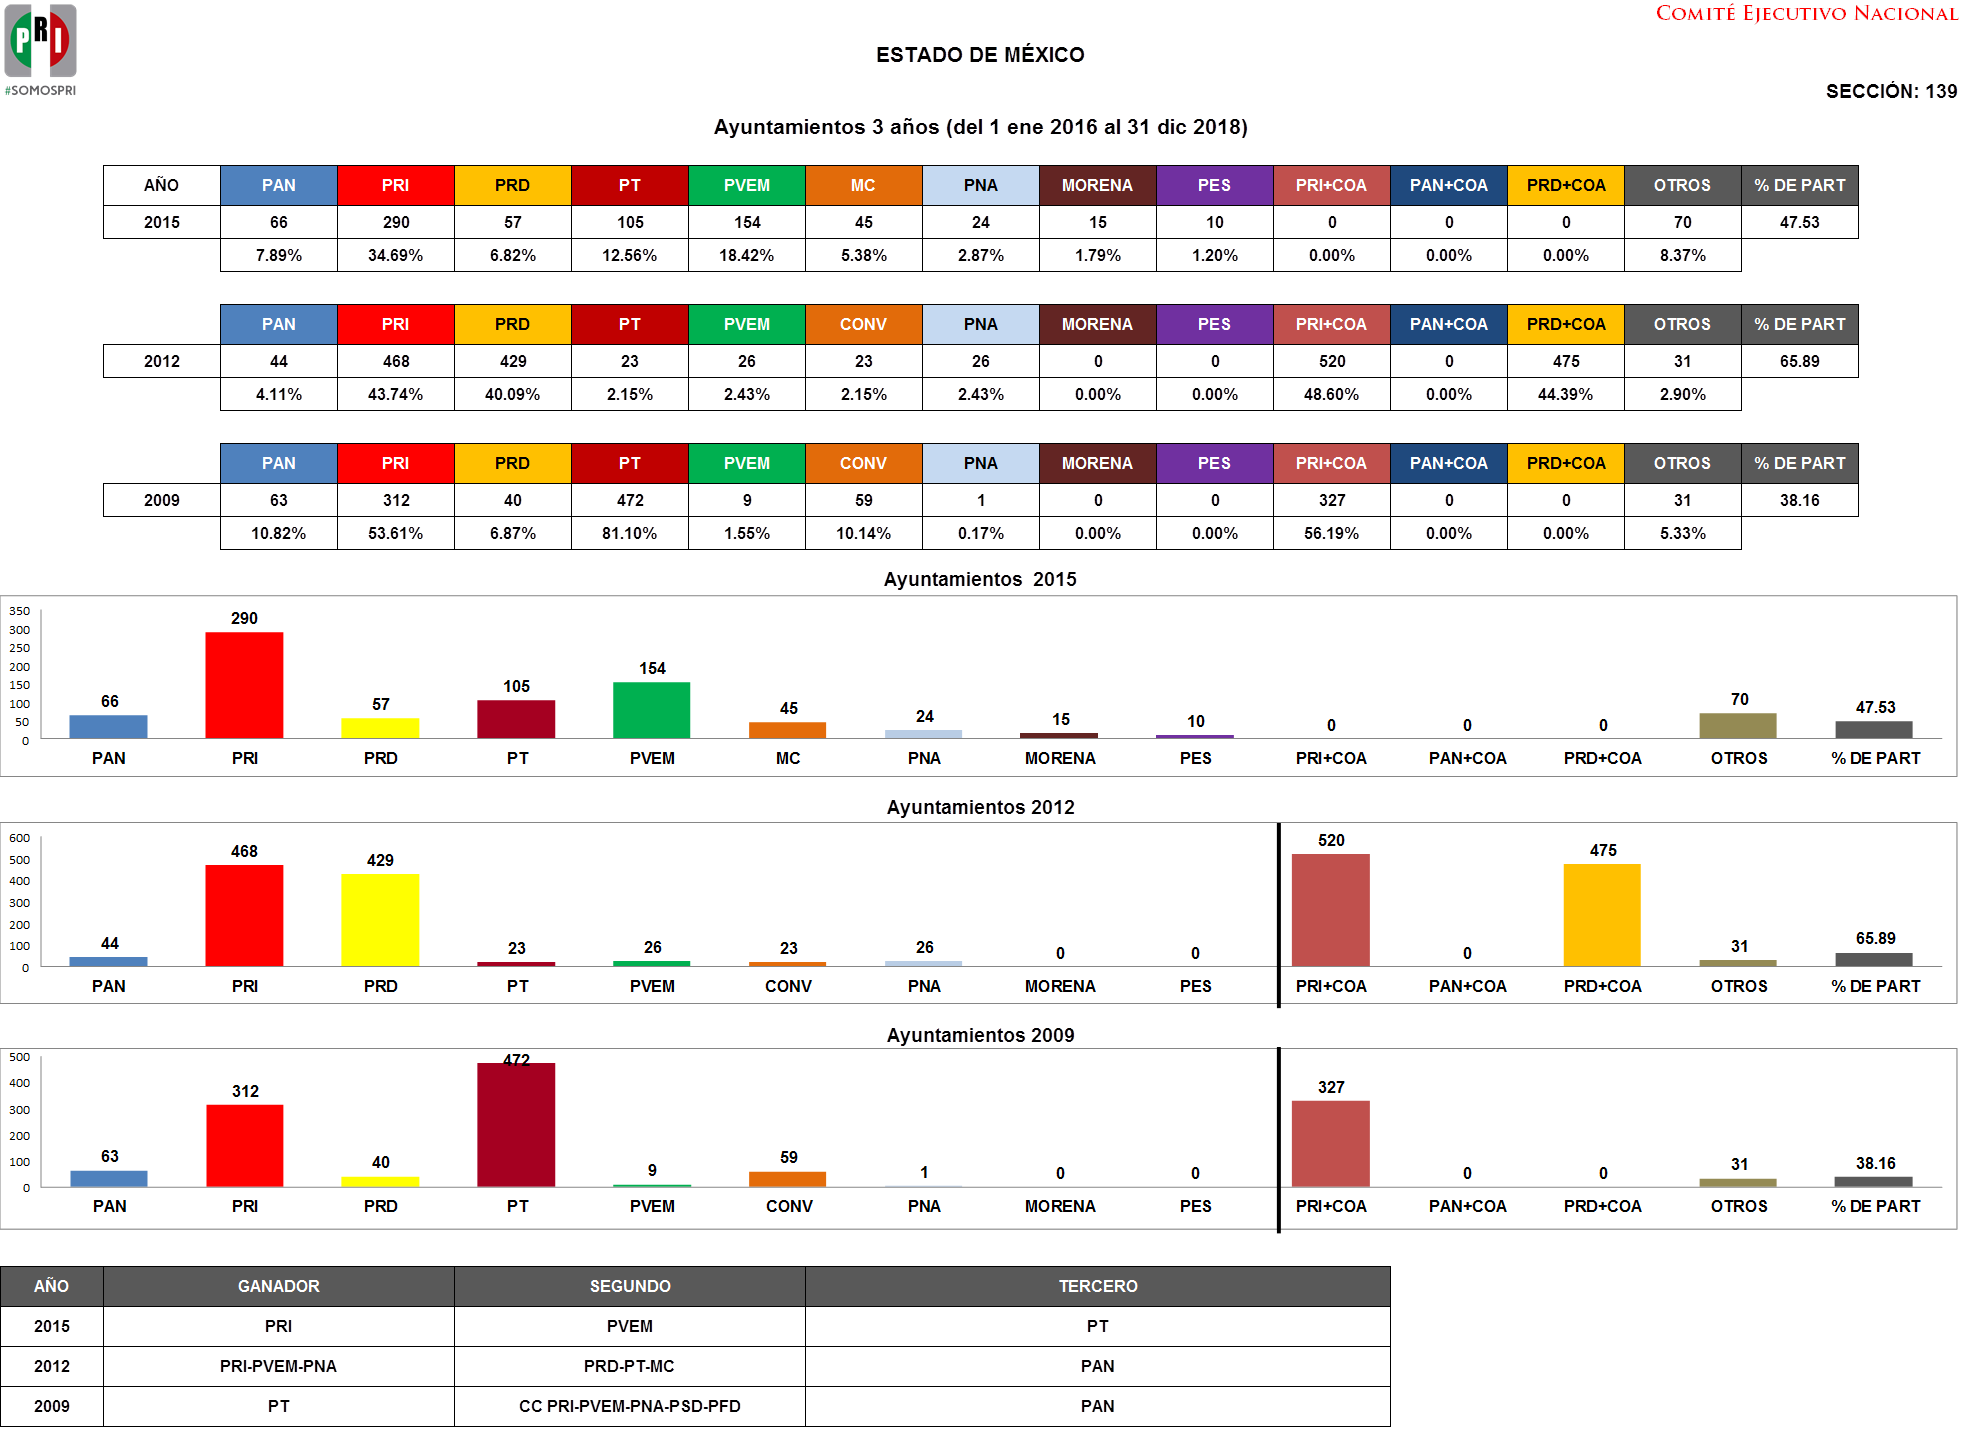 PRI
#SOMOSPRI
COMITÉ EJECUTIVO NACIONAL
ESTADO DE MÉXICO
SECCIÓN: 139
Ayuntamientos 3 años (del 1 ene 2016 al 31 dic 2018)
AÑO PAN PRI PRD PT PVEM MC PNA MORENA PES PRI+COA PAN+COA PRD+COA OTROS % DE PART
2015 66 290 57 105 154 45 24 15 10 0 0 0 70 47.53
7.89% 34.69% 6.82% 12.56% 18.42% 5.38% 2.87% 1.79% 1.20% 0.00% 0.00% 0.00% 8.37%
PAN PRI PRD PT PVEM CONV PNA MORENA PES PRI+COA PAN+COA PRD+COA OTROS % DE PART
2012 44 468 429 23 26 23 26 0 0 520 0 475 31 65.89
4.11% 43.74% 40.09% 2.15% 2.43% 2.15% 2.43% 0.00% 0.00% 48.60% 0.00% 44.39% 2.90%
PAN PRI PRD PT PVEM CONV PNA MORENA PES PRI+COA PAN+COA PRD+COA OTROS % DE PART
2009 63 312 40 472 9 59 1 0 0 327 0 0 31 38.16
10.82% 53.61% 6.87% 81.10% 1.55% 10.14% 0.17% 0.00% 0.00% 56.19% 0.00% 0.00% 5.33%
Ayuntamientos 2015
350
300
250
200
150
100
50
0
66 290 57 105 154 45 24 15 10 0 0 0 70 47.53
PAN PRI PRD PT PVEM MC PNA MORENA PES PRI+COA PAN+COA PRD+COA OTROS % DE PART
Ayuntamientos 2012
600
500
400
300
200
100
0
44 468 429 23 26 23 26 0 0 520 0 475 31 65.89
PAN PRI PRD PT PVEM CONV PNA MORENA PES PRI+COA PAN+COA PRD+COA OTROS % DE PART
Ayuntamientos 2009
500
400
300
200
100
0
63 312 40 472 9 59 1 0 0 327 0 0 31 38.16
PAN PRI PRD PT PVEM CONV PNA MORENA PES PRI+COA PAN+COA PRD+COA OTROS % DE PART
AÑO GANADOR SEGUNDO TERCERO
2015 PRI PVEM PT
2012 PRI-PVEM-PNA PRD-PT-MC PAN
2009 PT CC PRI-PVEM-PNA-PSD-PFD PAN